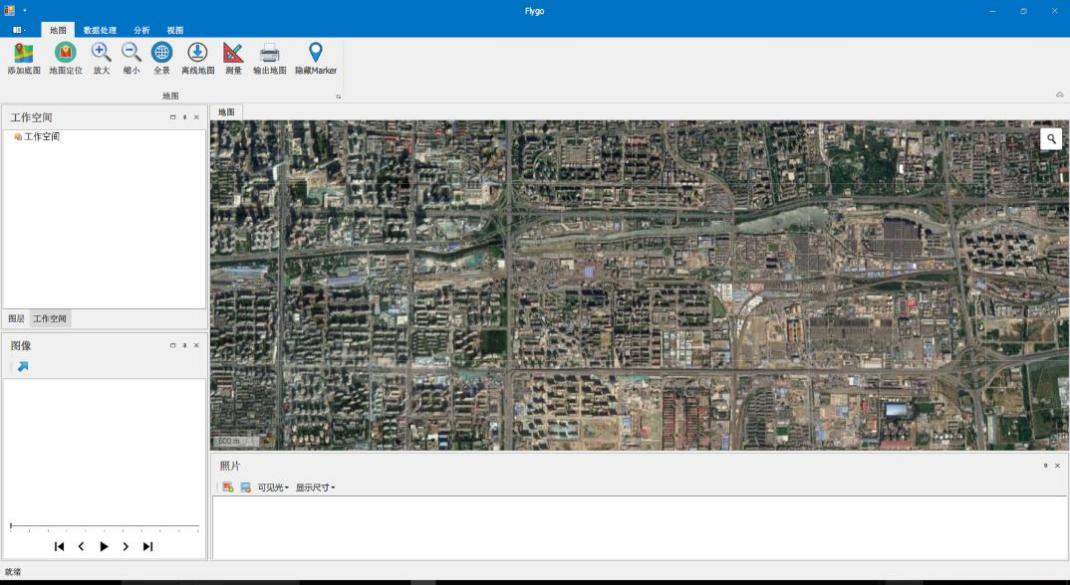 Flygo
地图 数据处理 分析 视图
添加底图 地图定位 放大 缩小 全景 离线地图 测量 输出地图 隐藏Marker
地图
工作空间
工作空间
图层 工作空间
图像
地图
600 m
照片
可见光 显示尺寸
就绪